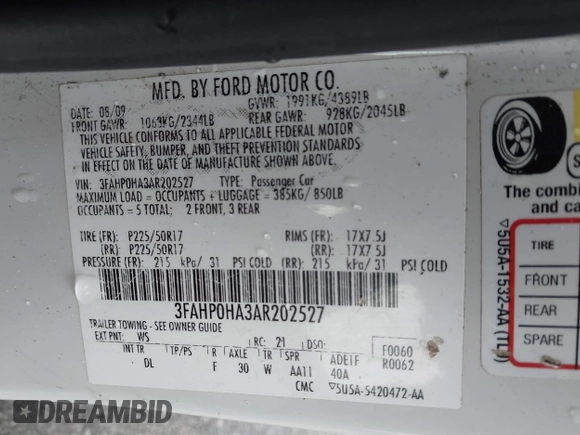 MFD. BY FORD MOTOR CO.
DATE: 08/09 GVWR: 1991KG/4389LB
FRONT GAWR: 1063KG/2344LB REAR GAWR: 928KG/2045LB
THIS VEHICLE CONFORMS TO ALL APPLICABLE FEDERAL MOTOR
VEHICLE SAFETY, BUMPER, AND THEFT PREVENTION STANDARDS
IN EFFECT ON THE DATE OF MANUFACTURE SHOWN ABOVE.
VIN: 3FAHP0HA3AR202527 TYPE: Passenger Car
MAXIMUM LOAD = OCCUPANTS + LUGGAGE = 385KG/ 850LB
OCCUPANTS = 5 TOTAL; 2 FRONT, 3 REAR
TIRE (FR): P225/50R17 RIMS (FR): 17X7.5J
(RR): P225/50R17 (RR): 17X7.5J
PRESSURE (FR): 215 kPa/ 31 PSI COLD (RR): 215 kPa/ 31 PSI COLD
3FAHP0HA3AR202527
TRAILER TOWING - SEE OWNER GUIDE
EXT PNT: WS RC: 21 DSO: F0060
R0062
INT TR TP/PS R AXLE TR SPR ADEIF
DL F 30 W AA11 40A
CMC ▽5U5A-5420472-AA
The combin
and ca
TIRE
FRONT
REAR
SPARE
▽5U5A-1532-AA (TL
AUTOBIDCAR
AUTOBIDCAR